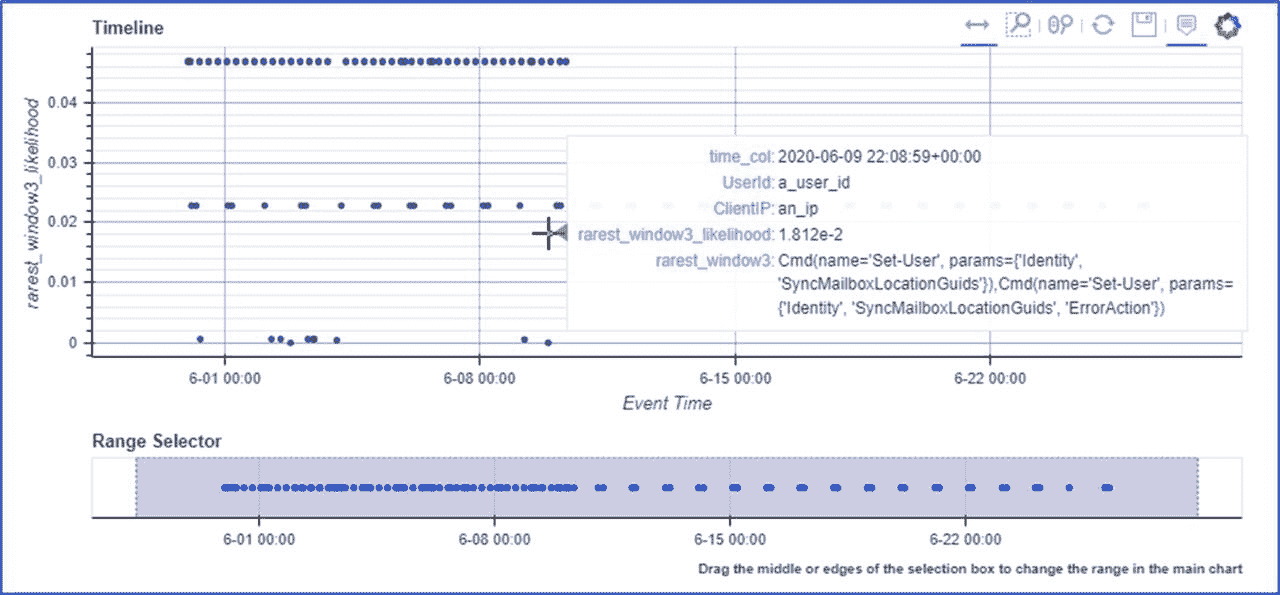 Timeline
rarest_window3_likelihood
0.04
0.03
0.02
0.01
0
time_col: 2020-06-09 22:08:59+00:00
UserId: a_user_id
ClientIP: an_ip
rarest_window3_likelihood: 1.812e-2
rarest_window3: Cmd(name='Set-User', params={'Identity',
'SyncMailboxLocationGuids'}),Cmd(name='Set-User', params=
{'Identity', 'SyncMailboxLocationGuids', 'ErrorAction'})
6-01 00:00 6-08 00:00 6-15 00:00 6-22 00:00
Event Time
Range Selector
6-01 00:00 6-08 00:00 6-15 00:00 6-22 00:00
Drag the middle or edges of the selection box to change the range in the main chart